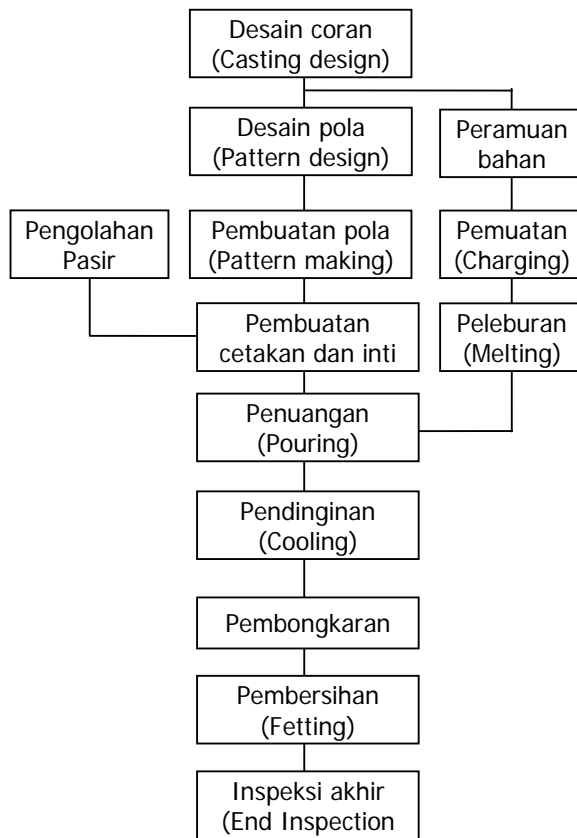 Desain coran
(Casting design)
Desain pola
(Pattern design)
Peramuan
bahan
Pengolahan
Pasir
Pembuatan pola
(Pattern making)
Pemuatan
(Charging)
Pembuatan
cetakan dan inti
Peleburan
(Melting)
Penuangan
(Pouring)
Pendinginan
(Cooling)
Pembongkaran
Pembersihan
(Fetting)
Inspeksi akhir
(End Inspection